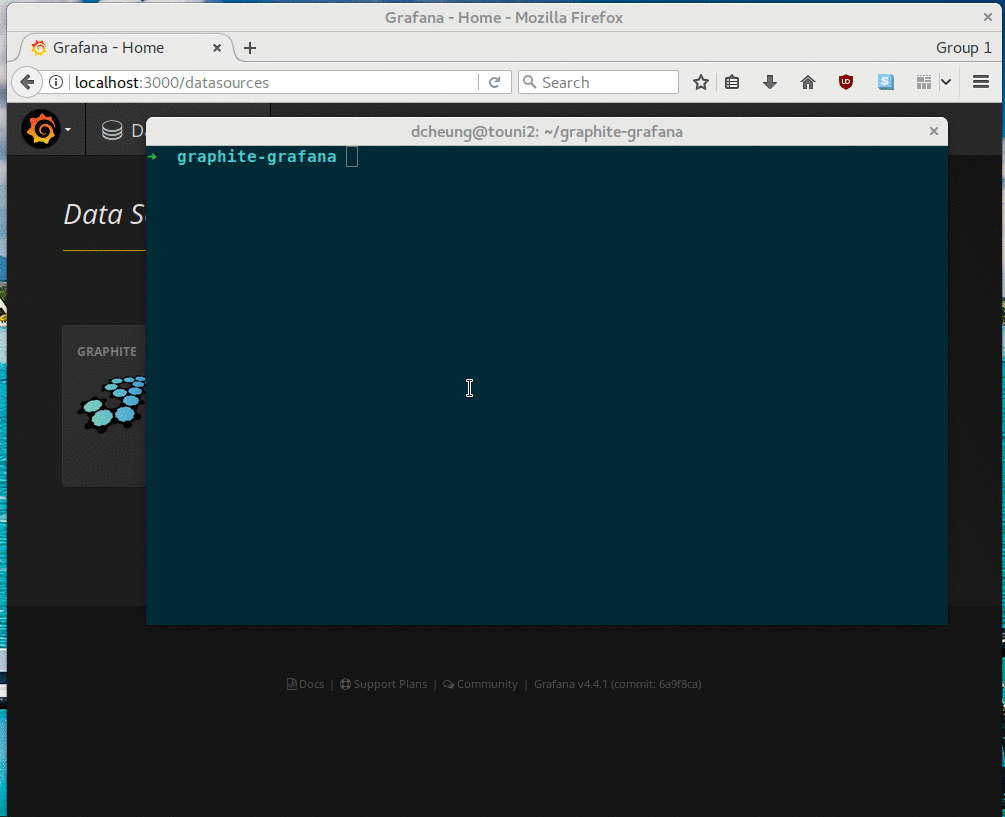 Grafana - Home - Mozilla Firefox
Grafana - Home
Group 1
localhost:3000/datasources
Search
dcheung@touni2: ~/graphite-grafana
➜ graphite-grafana
Data S
GRAPHITE
Docs | Support Plans | Community | Grafana v4.4.1 (commit: 6a9f8ca)